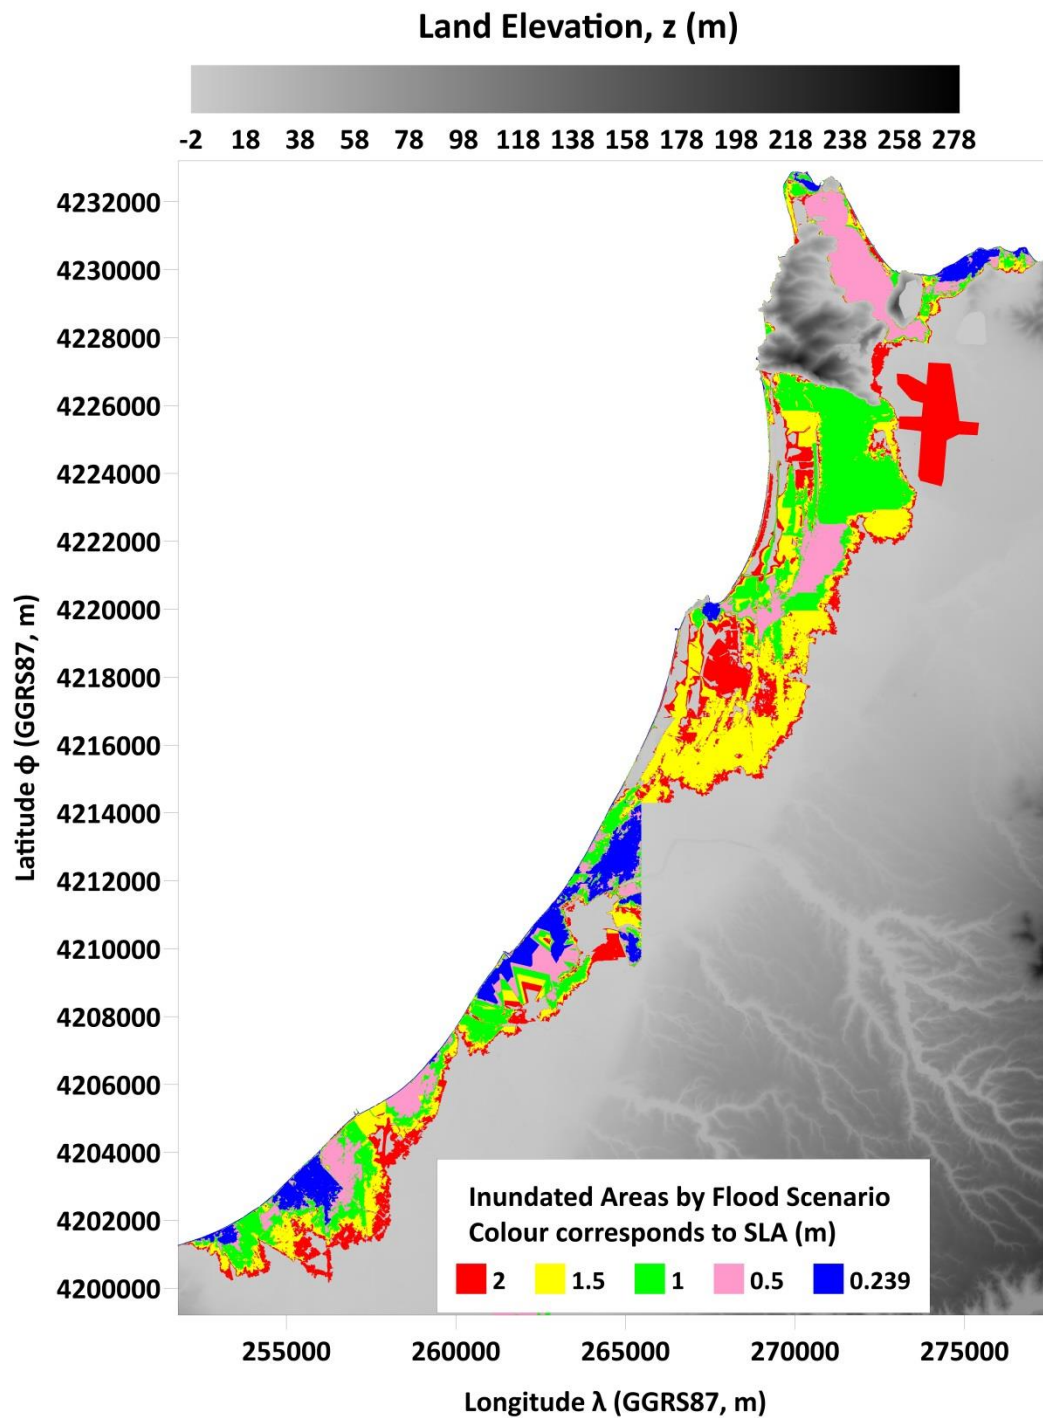 Land Elevation, z (m)
-2 18 38 58 78 98 118 138 158 178 198 218 238 258 278
4232000
4230000
4228000
4226000
4224000
4222000
4220000
4218000
4216000
4214000
4212000
4210000
4208000
4206000
4204000
4202000
4200000
Latitude ϕ (GGRS87, m)
Inundated Areas by Flood Scenario
Colour corresponds to SLA (m)
2 1.5 1 0.5 0.239
255000 260000 265000 270000 275000
Longitude λ (GGRS87, m)